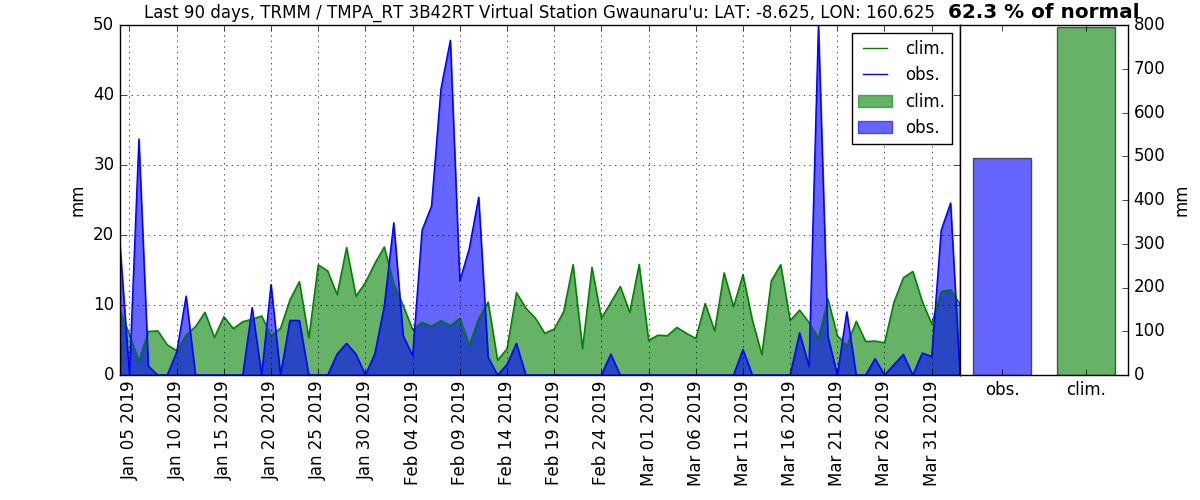 Last 90 days, TRMM / TMPA_RT 3B42RT Virtual Station Gwaunaru'u: LAT: -8.625, LON: 160.625
62.3 % of normal
50
40
30
20
10
0
mm
clim.
obs.
clim.
obs.
Jan 05 2019
Jan 10 2019
Jan 15 2019
Jan 20 2019
Jan 25 2019
Jan 30 2019
Feb 04 2019
Feb 09 2019
Feb 14 2019
Feb 19 2019
Feb 24 2019
Mar 01 2019
Mar 06 2019
Mar 11 2019
Mar 16 2019
Mar 21 2019
Mar 26 2019
Mar 31 2019
obs.
clim.
800
700
600
500
400
300
200
100
0
mm